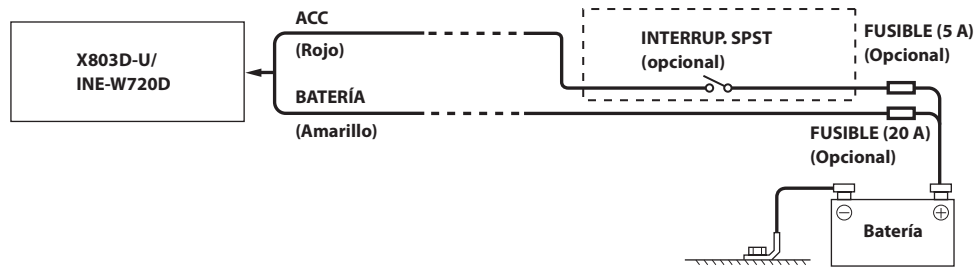 X803D-U/
INE-W720D
ACC
(Rojo)
BATERÍA
(Amarillo)
INTERRUP. SPST
(opcional)
FUSIBLE (5 A)
(Opcional)
FUSIBLE (20 A)
(Opcional)
Batería